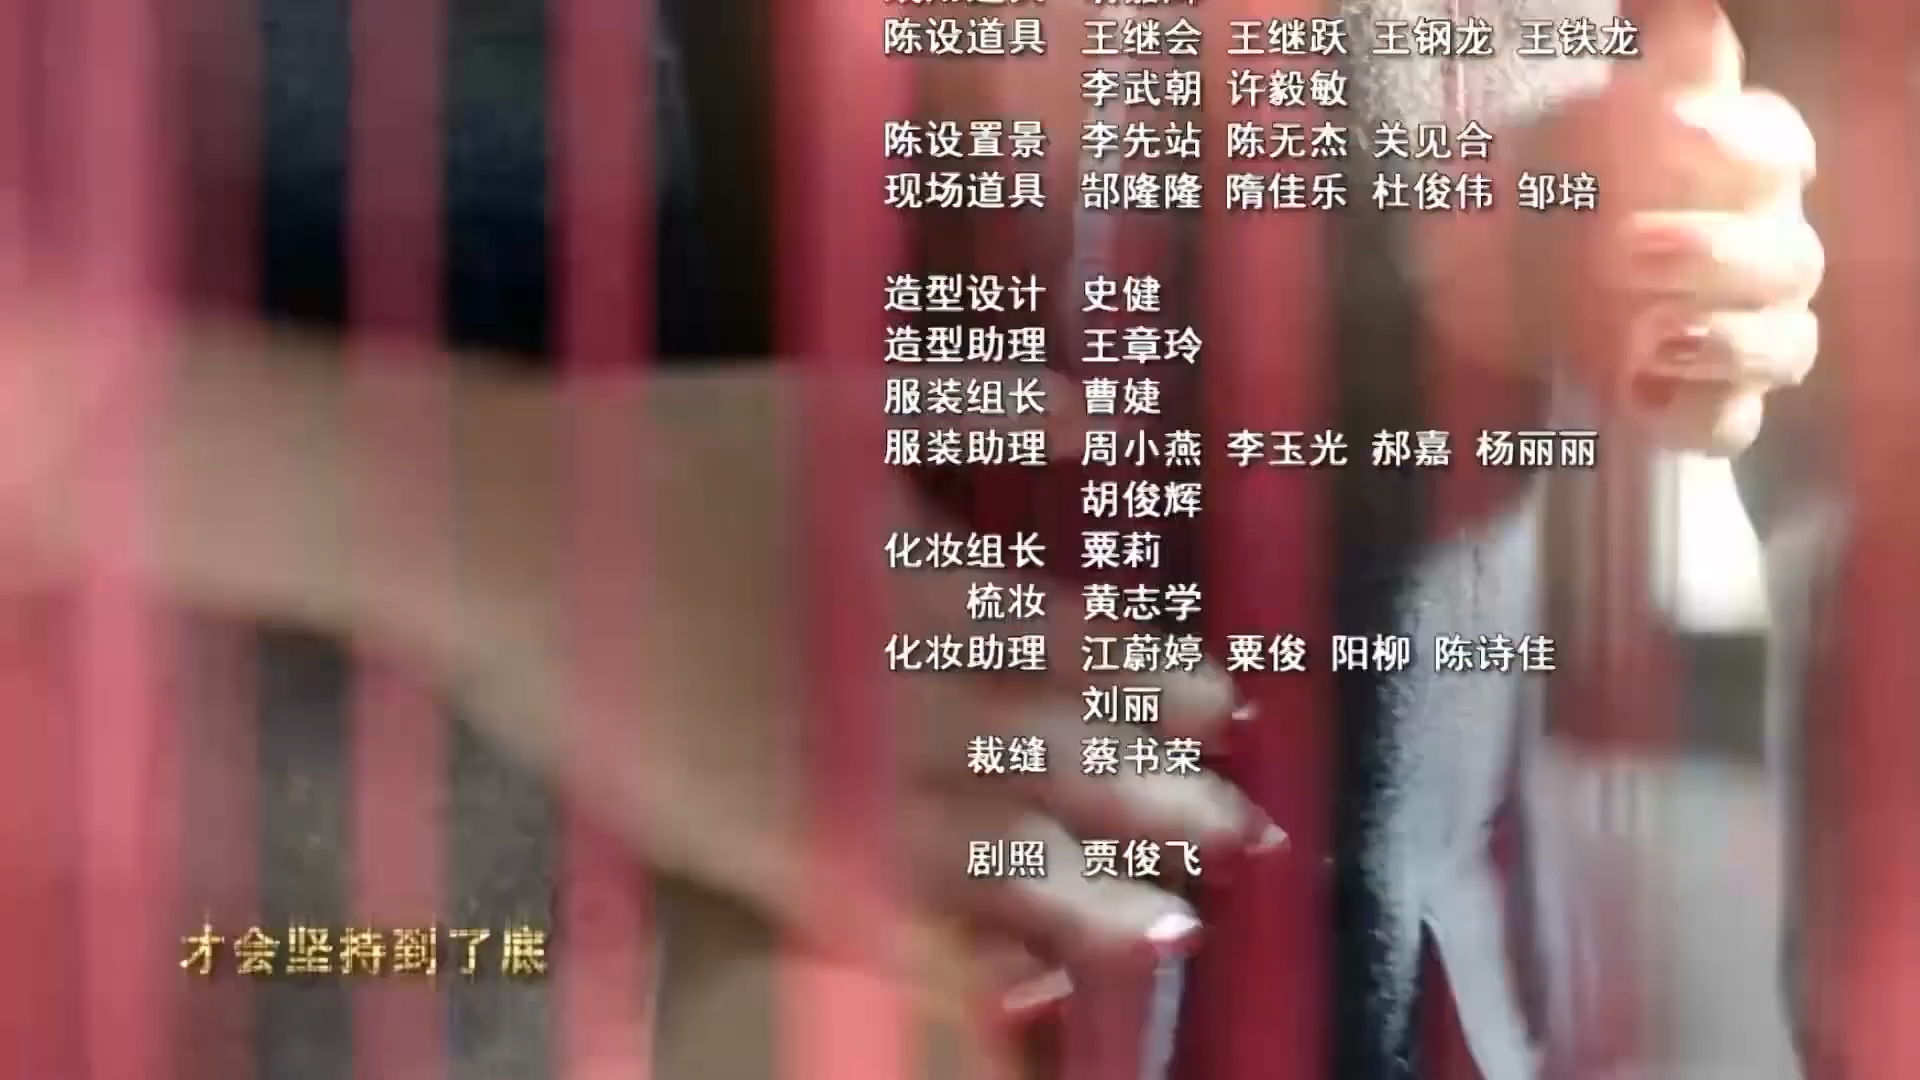 陈设道具 王继会 王继跃 王钢龙 王铁龙
李武朝 许毅敏
陈设置景 李先站 陈无杰 关见合
现场道具 郜隆隆 隋佳乐 杜俊伟 邹培
造型设计 史健
造型助理 王章玲
服装组长 曹婕
服装助理 周小燕 李玉光 郝嘉 杨丽丽
胡俊辉
化妆组长 粟莉
梳妆 黄志学
化妆助理 江蔚婷 粟俊 阳柳 陈诗佳
刘丽
裁缝 蔡书荣
剧照 贾俊飞
才会坚持到了底